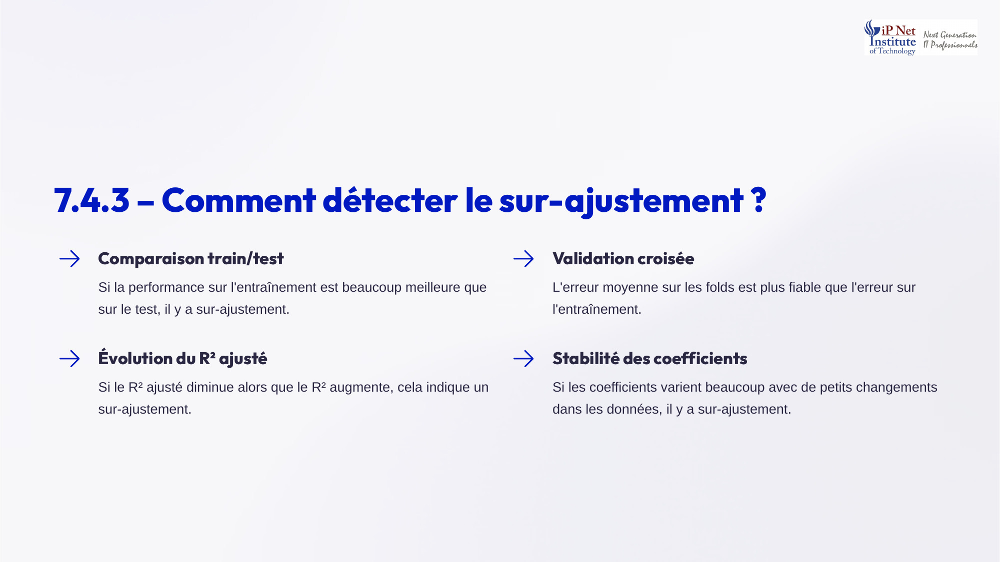 iP Net
Institute
of Technology
Next Generation
IT Professionnels
7.4.3 – Comment détecter le sur-ajustement ?
Comparaison train/test
Si la performance sur l'entraînement est beaucoup meilleure que
sur le test, il y a sur-ajustement.
Validation croisée
L'erreur moyenne sur les folds est plus fiable que l'erreur sur
l'entraînement.
Évolution du R² ajusté
Si le R² ajusté diminue alors que le R² augmente, cela indique un
sur-ajustement.
Stabilité des coefficients
Si les coefficients varient beaucoup avec de petits changements
dans les données, il y a sur-ajustement.